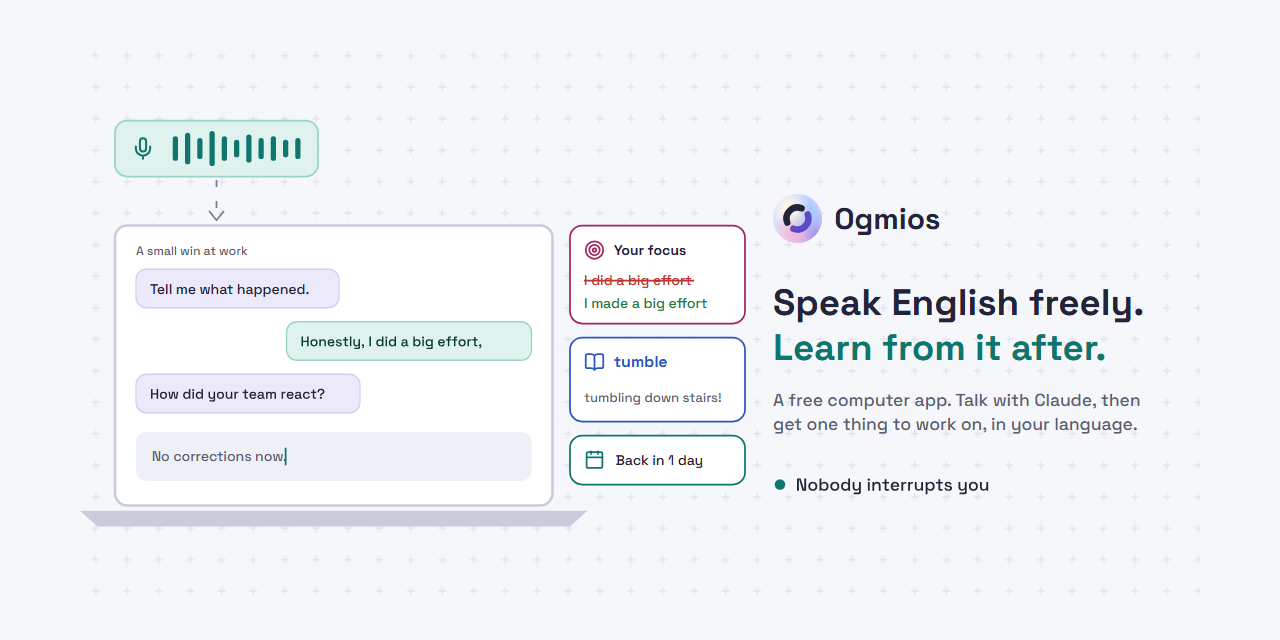 A small win at work
Tell me what happened.
Honestly, I did a big effort,
How did your team react?
No corrections now.
Your focus
I did a big effort
I made a big effort
tumble
tumbling down stairs!
Back in 1 day
Ogmios
Speak English freely.
Learn from it after.
A free computer app. Talk with Claude, then
get one thing to work on, in your language.
Nobody interrupts you